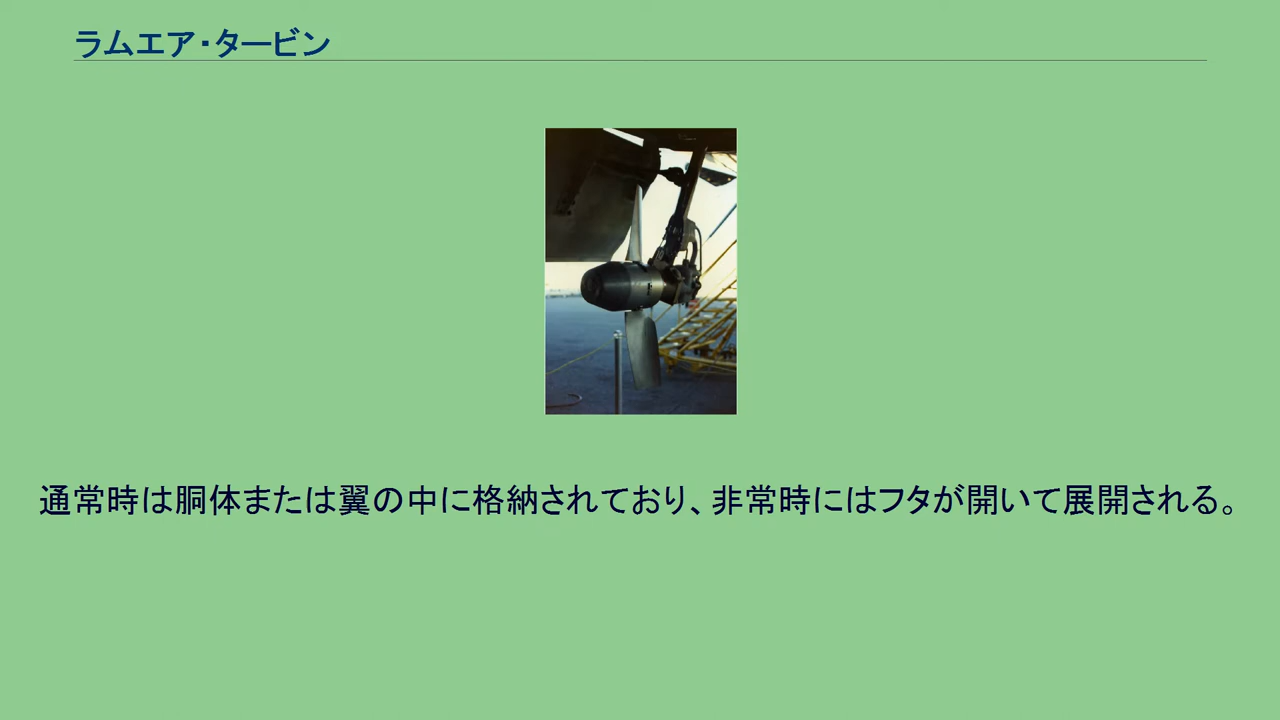 ラムエア・タービン
通常時は胴体または翼の中に格納されており、非常時にはフタが開いて展開される。